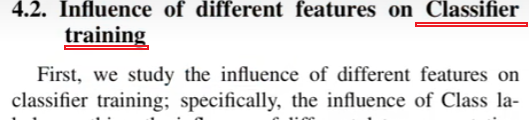 4.2. Influence of different features on Classifier
training
First, we study the influence of different features on
classifier training; specifically, the influence of Class la-